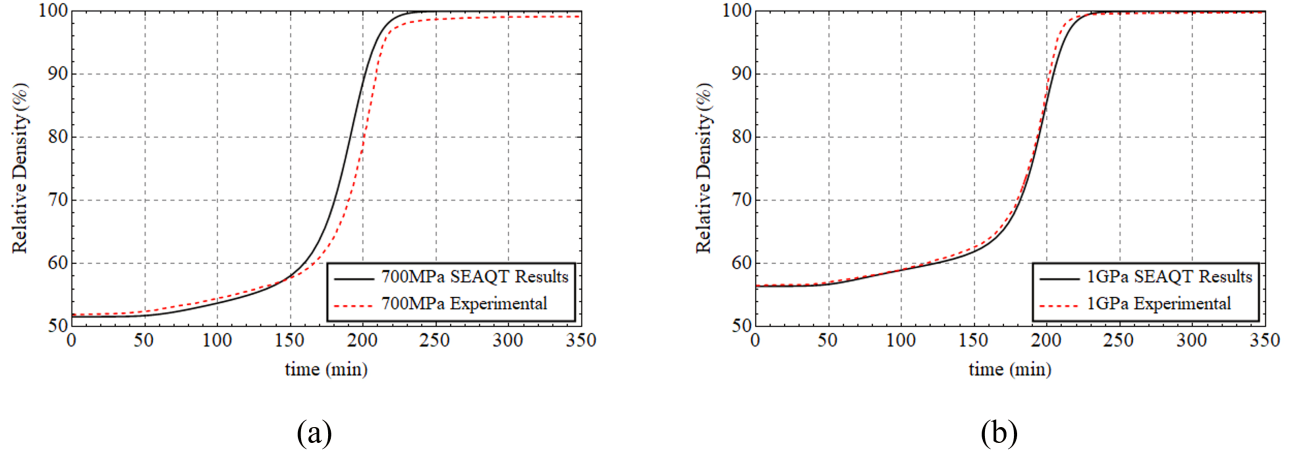 100
90
80
70
60
50
Relative Density (%)
0 50 100 150 200 250 300 350
time (min)
700MPa SEAQT Results
700MPa Experimental
(a)
100
90
80
70
60
50
Relative Density (%)
0 50 100 150 200 250 300 350
time (min)
1GPa SEAQT Results
1GPa Experimental
(b)